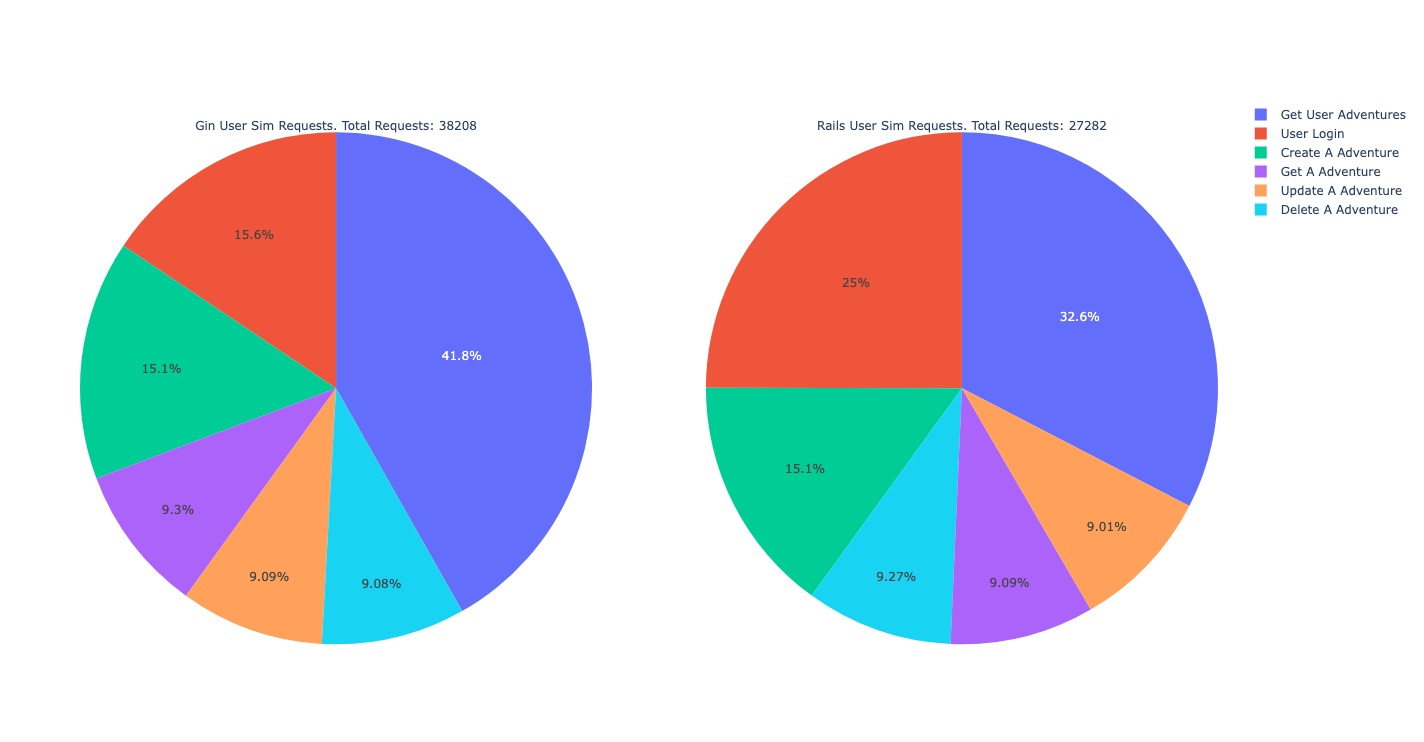 Gin User Sim Requests. Total Requests: 38208
15.6%
41.8%
15.1%
9.3%
9.09%
9.08%
Rails User Sim Requests. Total Requests: 27282
25%
32.6%
15.1%
9.01%
9.27%
9.09%
Get User Adventures
User Login
Create A Adventure
Get A Adventure
Update A Adventure
Delete A Adventure